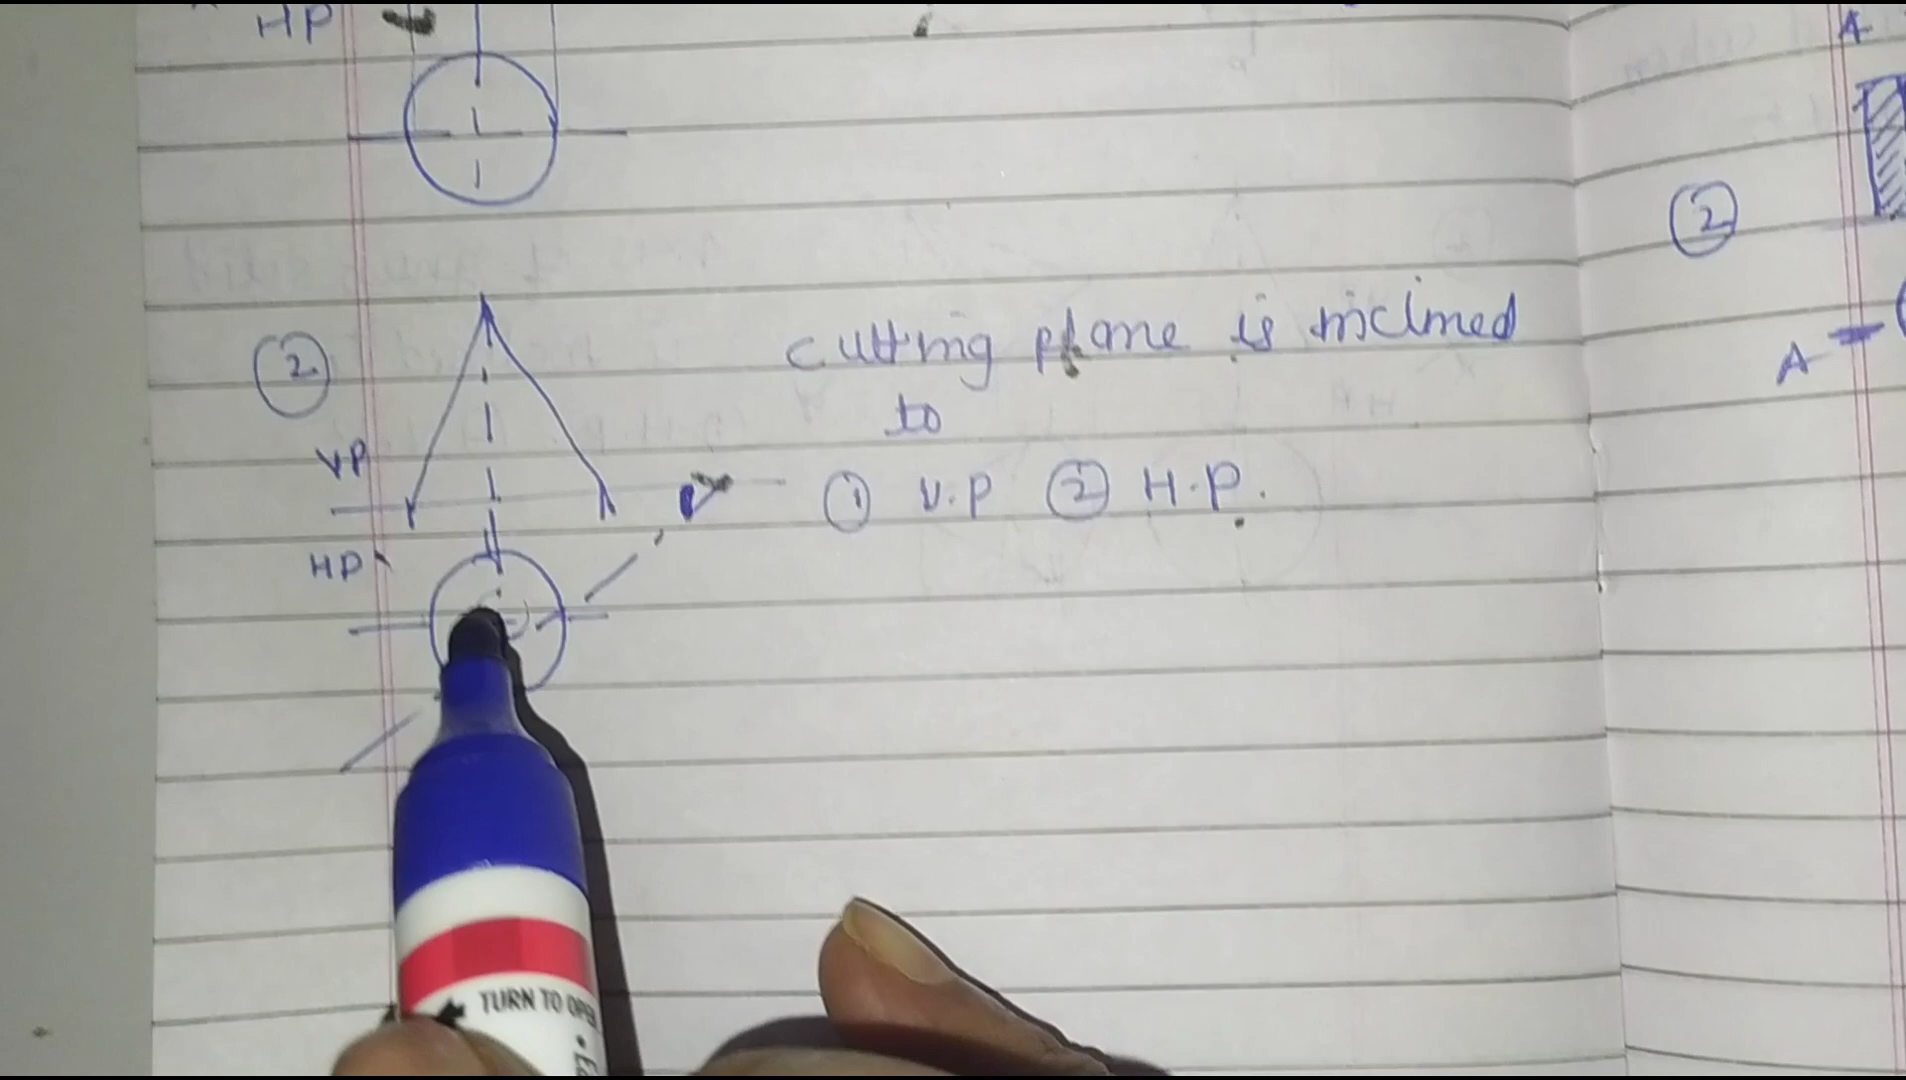 HP
A
②
② cutting plane is inclined
to
VP
① V.P ② H.P.
A
HP
TURN TO OPEN